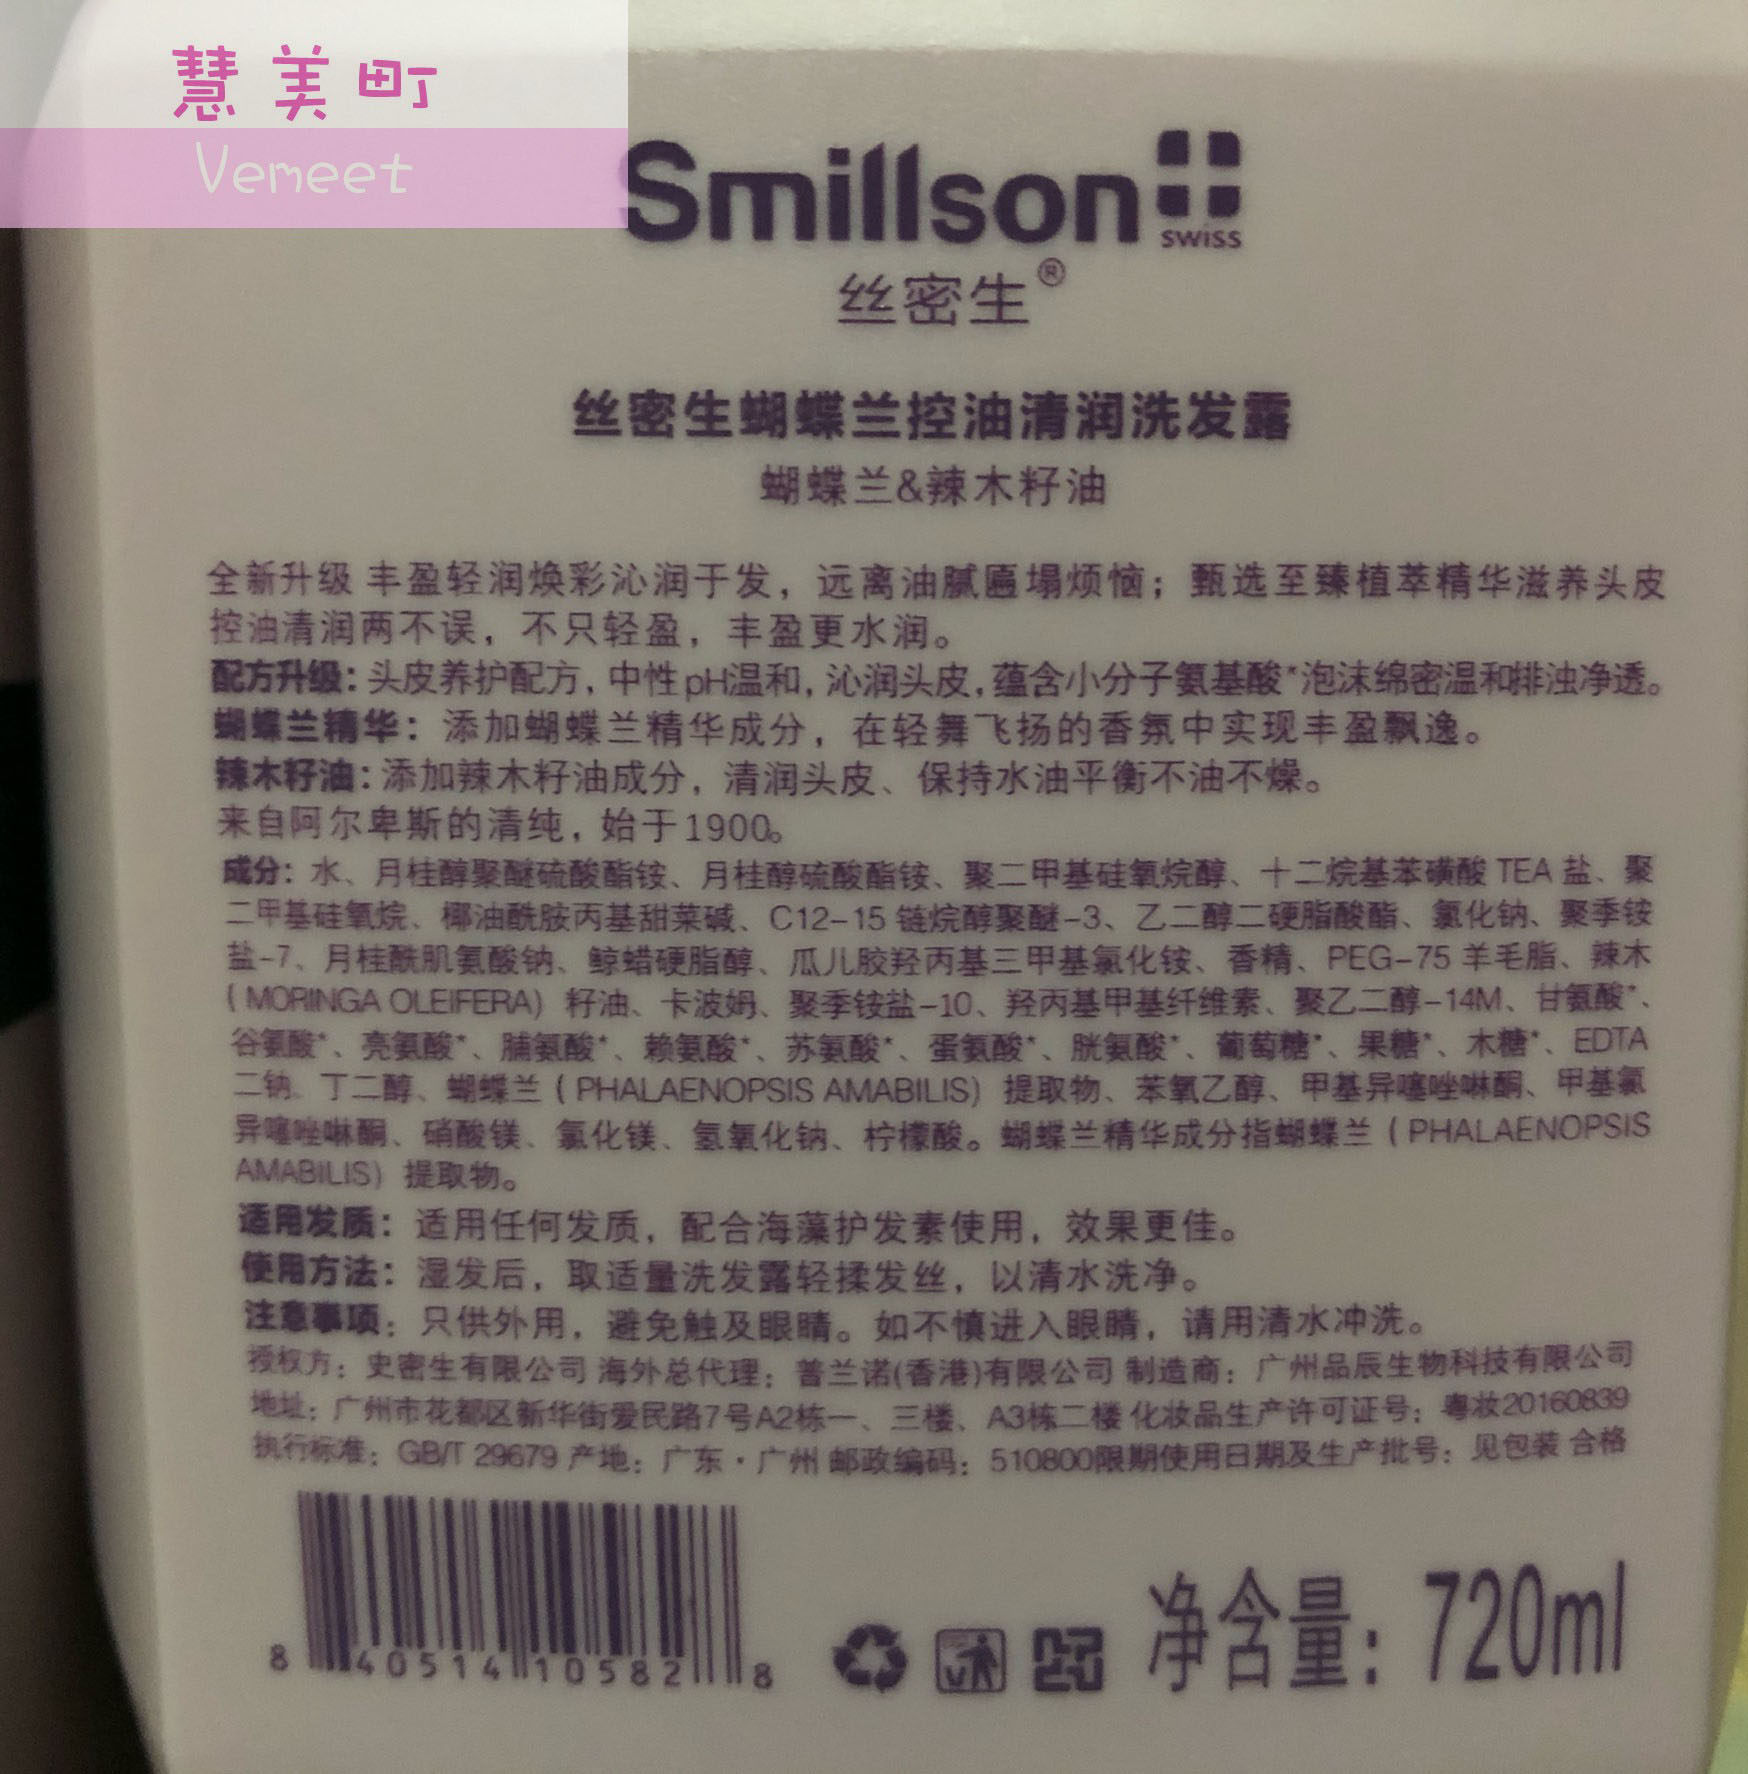 慧美町
Vemeet
Smillson
SWISS
丝密生®
丝密生蝴蝶兰控油清润洗发露
蝴蝶兰&辣木籽油
全新升级 丰盈轻润焕彩沁润于发，远离油腻匾塌烦恼；甄选至臻植萃精华滋养头皮
控油清润两不误，不只轻盈，丰盈更水润。
配方升级：头皮养护配方，中性pH温和，沁润头皮，蕴含小分子氨基酸*泡沫绵密温和排浊净透。
蝴蝶兰精华：添加蝴蝶兰精华成分，在轻舞飞扬的香氛中实现丰盈飘逸。
辣木籽油：添加辣木籽油成分，清润头皮、保持水油平衡不油不燥。
来自阿尔卑斯的清纯，始于1900。
成分：水、月桂醇聚醚硫酸酯铵、月桂醇硫酸酯铵、聚二甲基硅氧烷醇、十二烷基苯磺酸 TEA 盐、聚
二甲基硅氧烷、椰油酰胺丙基甜菜碱、C12-15 链烷醇聚醚-3、乙二醇二硬脂酸酯、氯化钠、聚季铵
盐-7、月桂酰肌氨酸钠、鲸蜡硬脂醇、瓜儿胶羟丙基三甲基氯化铵、香精、PEG-75 羊毛脂、辣木
（MORINGA OLEIFERA）籽油、卡波姆、聚季铵盐-10、羟丙基甲基纤维素、聚乙二醇-14M、甘氨酸*、
谷氨酸*、亮氨酸*、脯氨酸*、赖氨酸*、苏氨酸*、蛋氨酸*、胱氨酸*、葡萄糖*、果糖*、木糖*、EDTA
二钠、丁二醇、蝴蝶兰（PHALAENOPSIS AMABILIS）提取物、苯氧乙醇、甲基异噻唑啉酮、甲基氯
异噻唑啉酮、硝酸镁、氯化镁、氢氧化钠、柠檬酸。蝴蝶兰精华成分指蝴蝶兰（PHALAENOPSIS
AMABILIS）提取物。
适用发质：适用任何发质，配合海藻护发素使用，效果更佳。
使用方法：湿发后，取适量洗发露轻揉发丝，以清水洗净。
注意事项：只供外用，避免触及眼睛。如不慎进入眼睛，请用清水冲洗。
授权方：史密生有限公司 海外总代理：普兰诺(香港)有限公司 制造商：广州品辰生物科技有限公司
地址：广州市花都区新华街爱民路7号A2栋一、三楼、A3栋二楼 化妆品生产许可证号：粤妆20160839
执行标准：GB/T 29679 产地：广东·广州 邮政编码：510800限期使用日期及生产批号：见包装 合格
8 40514 10582 8
净含量：720ml